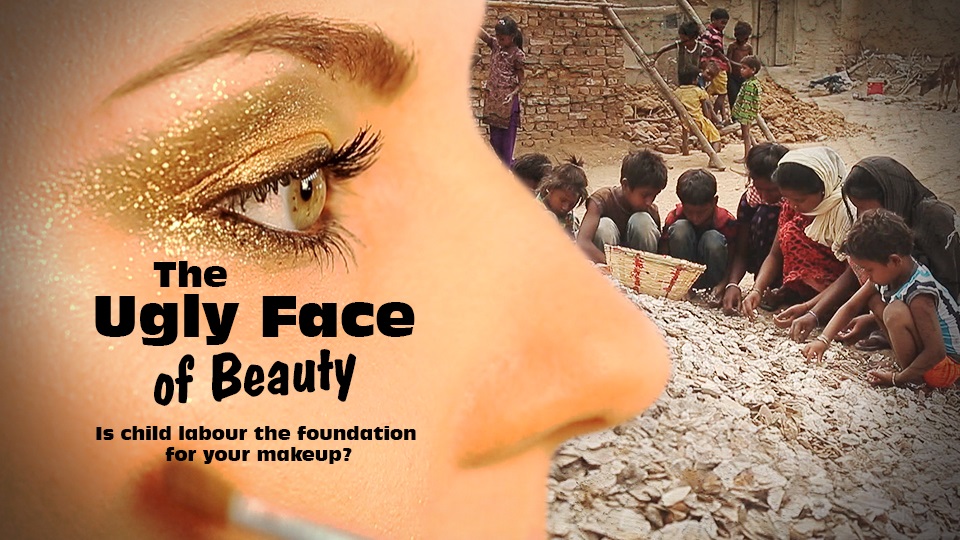 The
Ugly Face
of Beauty
Is child labour the foundation
for your makeup?